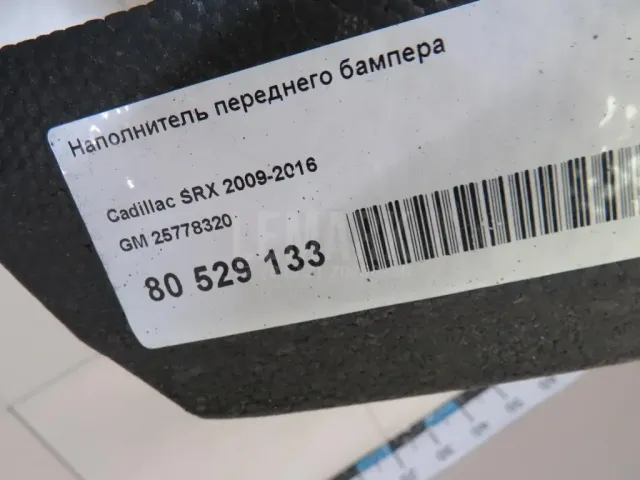 Наполнитель переднего бампера
Cadillac SRX 2009-2016
GM 25778320
80 529 133